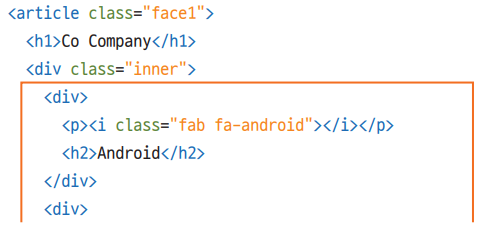 <article class="face1">
<h1>Co Company</h1>
<div class="inner">
<div>
<p><i class="fab fa-android"></i></p>
<h2>Android</h2>
</div>
<div>